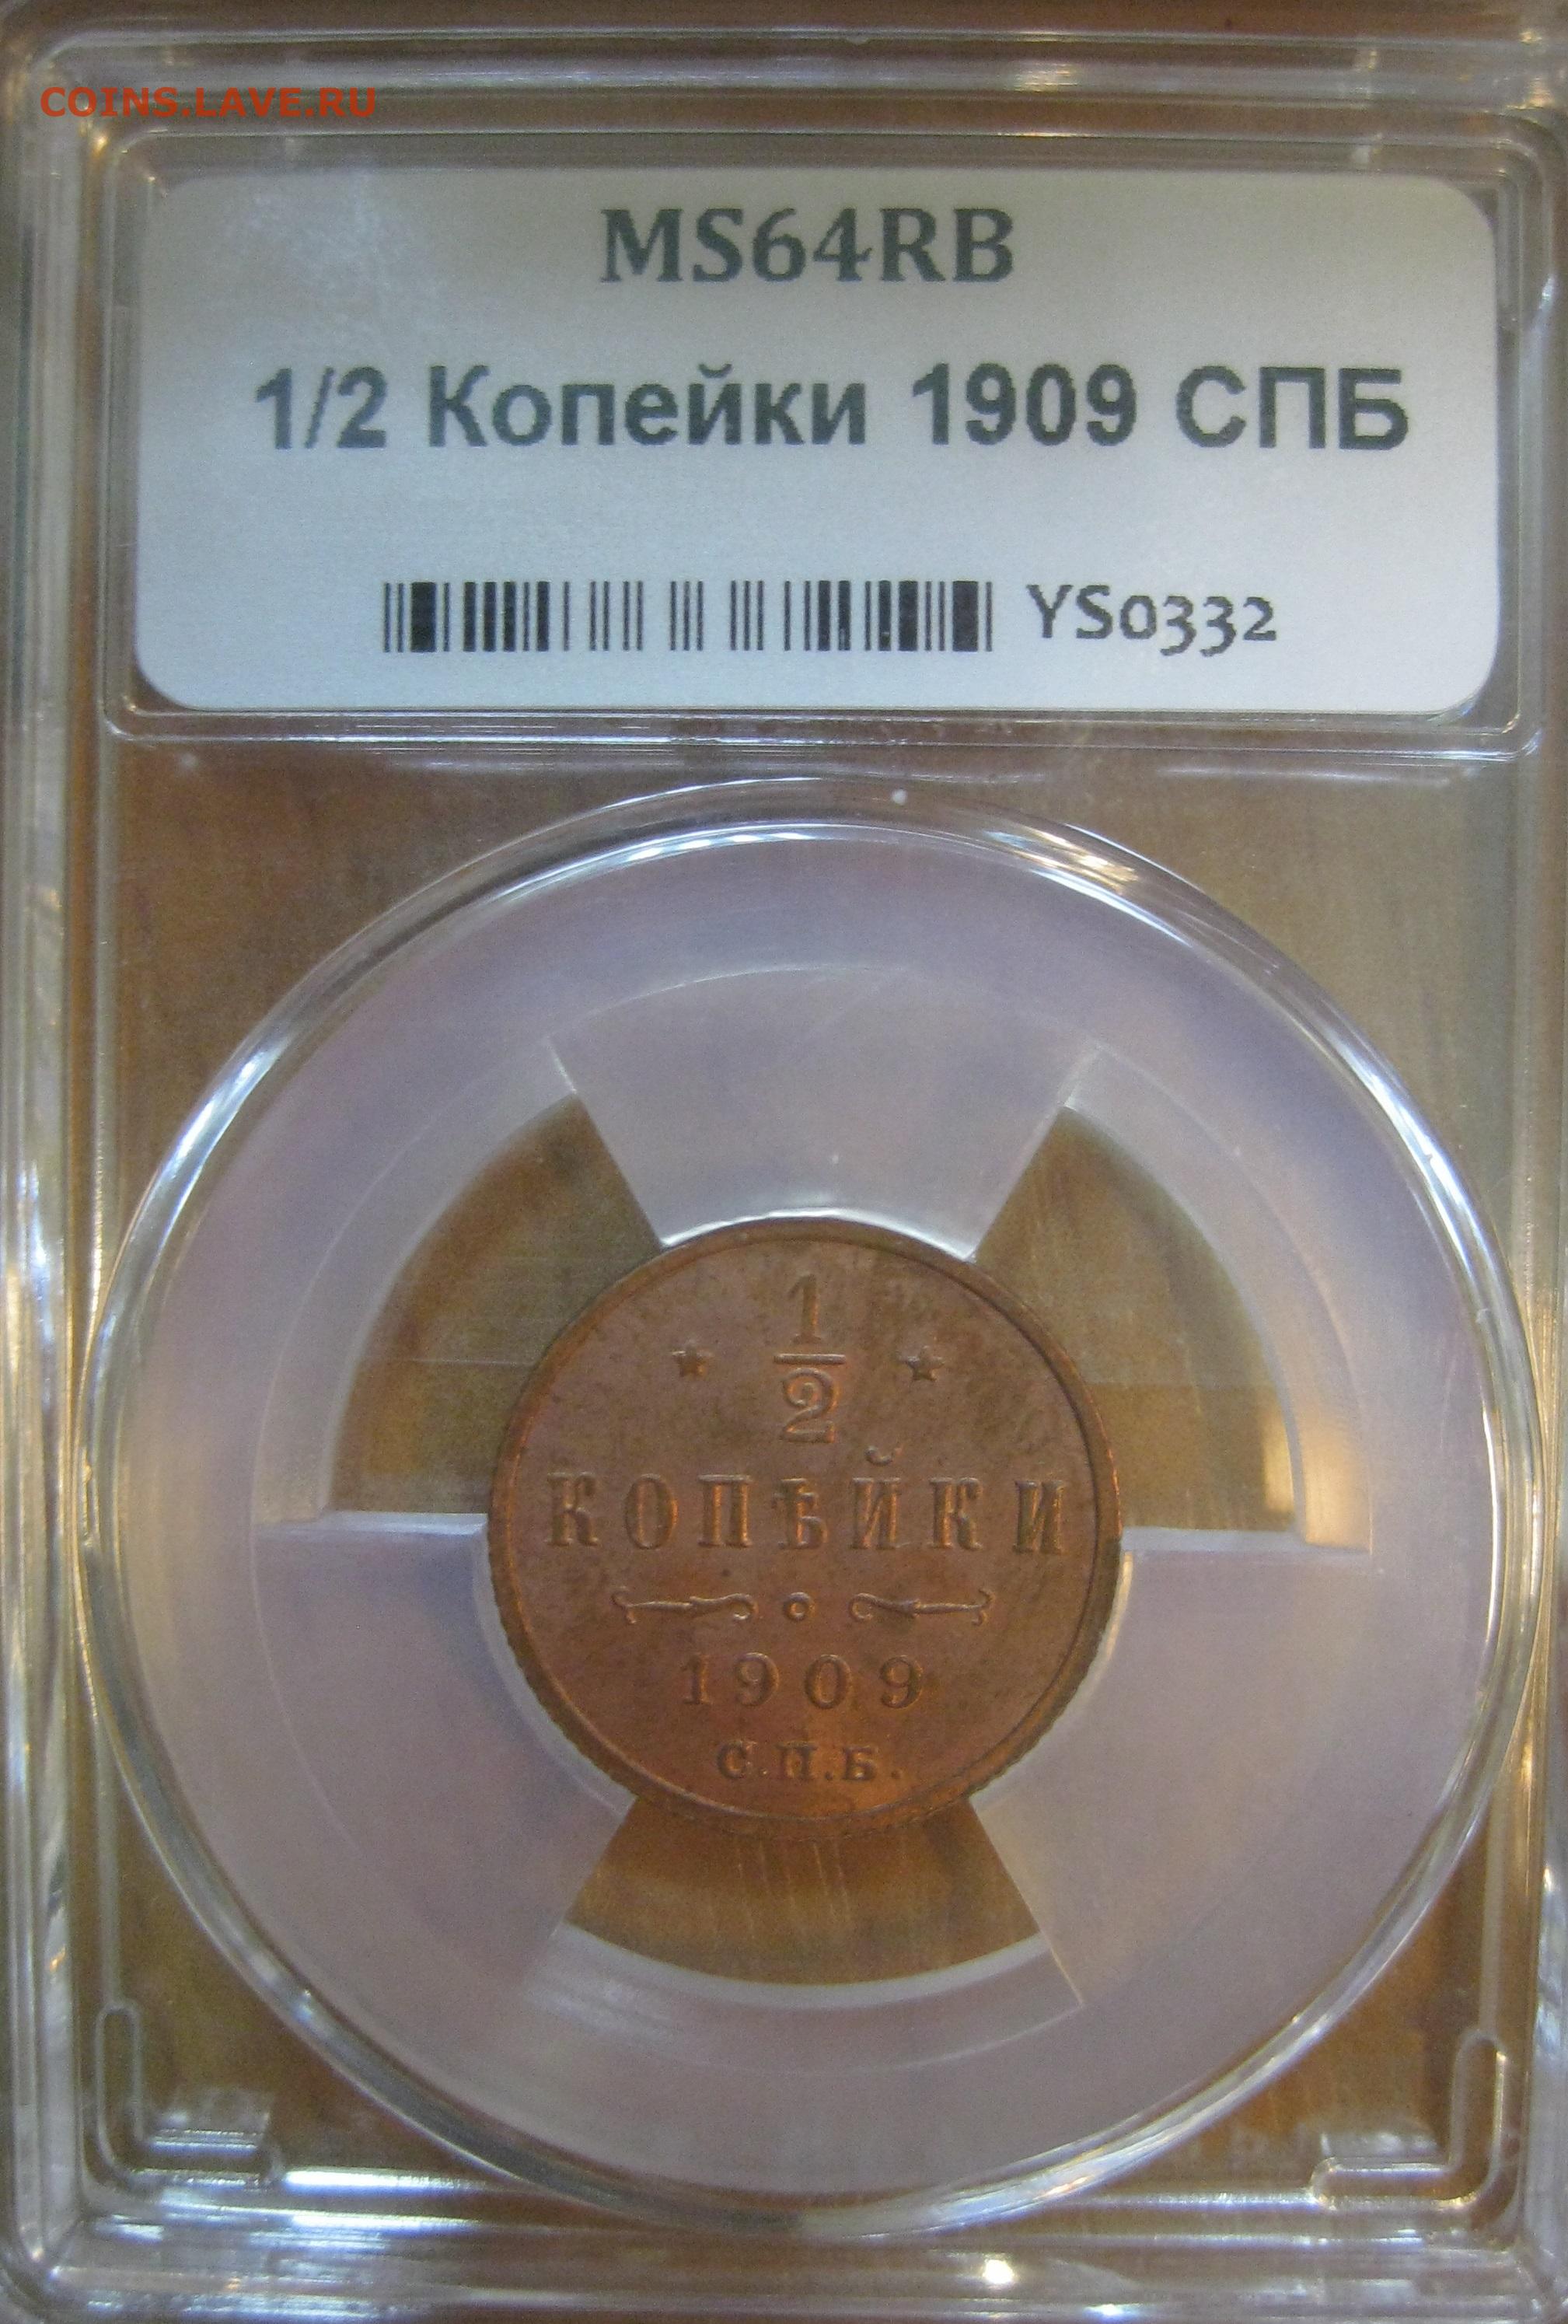 COINS.LAVE.RU
MS64RB
1/2 Копейки 1909 СПБ
YS0332
1
2
КОПѢЙКИ
1909
С.П.Б.